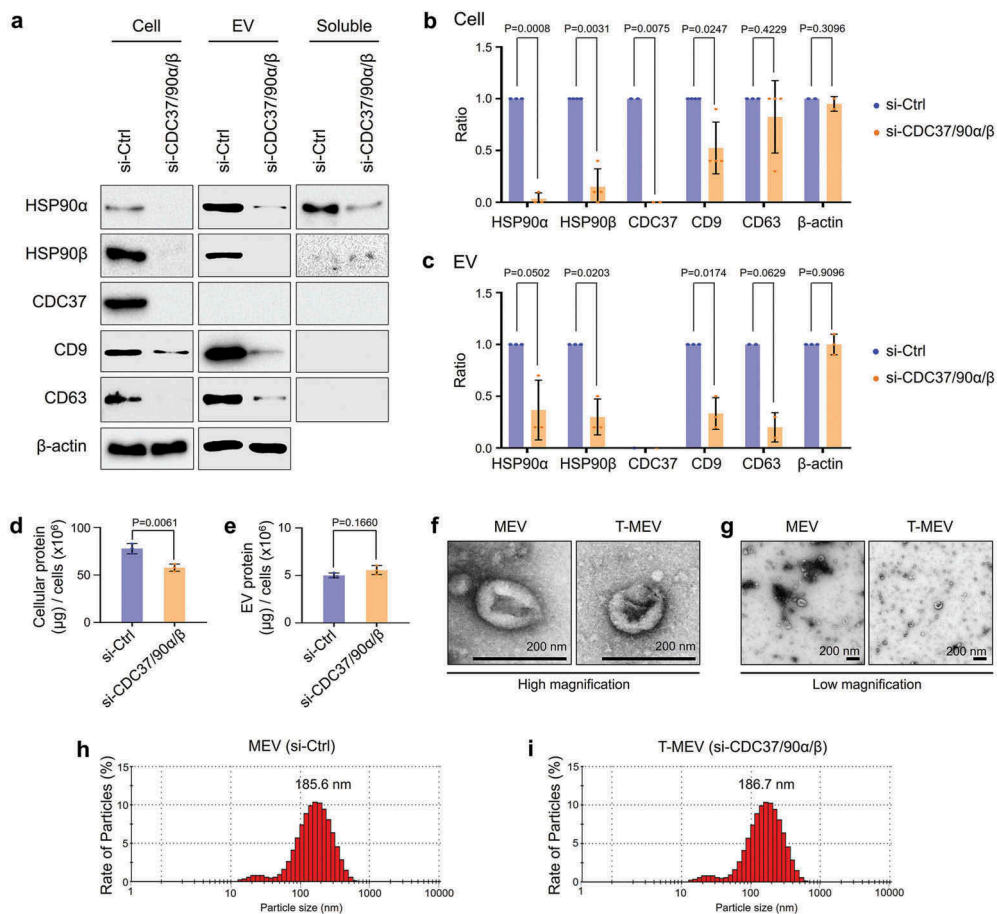 a
Cell
EV
Soluble
si-Ctrl
si-CDC37/90α/β
si-Ctrl
si-CDC37/90α/β
si-Ctrl
si-CDC37/90α/β
HSP90α
HSP90β
CDC37
CD9
CD63
β-actin
b Cell
P=0.0008 P=0.0031 P=0.0075 P=0.0247 P=0.4229 P=0.3096
1.5
1.0
0.5
0.0
Ratio
HSP90α HSP90β CDC37 CD9 CD63 β-actin
si-Ctrl
si-CDC37/90α/β
c EV
P=0.0502 P=0.0203 P=0.0174 P=0.0629 P=0.9096
1.5
1.0
0.5
0.0
Ratio
HSP90α HSP90β CDC37 CD9 CD63 β-actin
si-Ctrl
si-CDC37/90α/β
d
Cellular protein
(μg) / cells (x10⁶)
P=0.0061
100
50
0
si-Ctrl
si-CDC37/90α/β
e
EV protein
(μg) / cells (x10⁶)
P=0.1660
10
5
0
si-Ctrl
si-CDC37/90α/β
f
MEV T-MEV
200 nm 200 nm
High magnification
g
MEV T-MEV
200 nm 200 nm
Low magnification
h
MEV (si-Ctrl)
Rate of Particles (%)
15
10
5
0
185.6 nm
1 10 100 1000 10000
Particle size (nm)
i
T-MEV (si-CDC37/90α/β)
Rate of Particles (%)
15
10
5
0
186.7 nm
1 10 100 1000 10000
Particle size (nm)